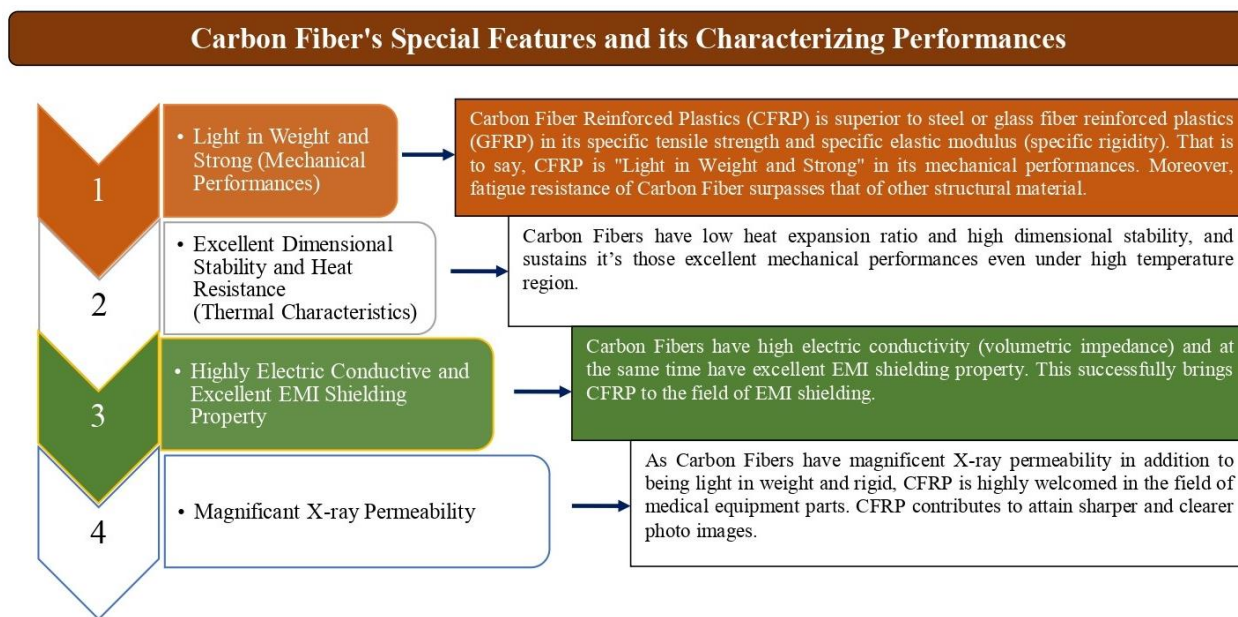 Carbon Fiber's Special Features and its Characterizing Performances
1
• Light in Weight and
Strong (Mechanical
Performances)
Carbon Fiber Reinforced Plastics (CFRP) is superior to steel or glass fiber reinforced plastics
(GFRP) in its specific tensile strength and specific elastic modulus (specific rigidity). That is
to say, CFRP is "Light in Weight and Strong" in its mechanical performances. Moreover,
fatigue resistance of Carbon Fiber surpasses that of other structural material.
2
• Excellent Dimensional
Stability and Heat
Resistance
(Thermal Characteristics)
Carbon Fibers have low heat expansion ratio and high dimensional stability, and
sustains it’s those excellent mechanical performances even under high temperature
region.
3
• Highly Electric Conductive and
Excellent EMI Shielding
Property
Carbon Fibers have high electric conductivity (volumetric impedance) and at
the same time have excellent EMI shielding property. This successfully brings
CFRP to the field of EMI shielding.
4
• Magnificant X-ray Permeability
As Carbon Fibers have magnificent X-ray permeability in addition to
being light in weight and rigid, CFRP is highly welcomed in the field of
medical equipment parts. CFRP contributes to attain sharper and clearer
photo images.